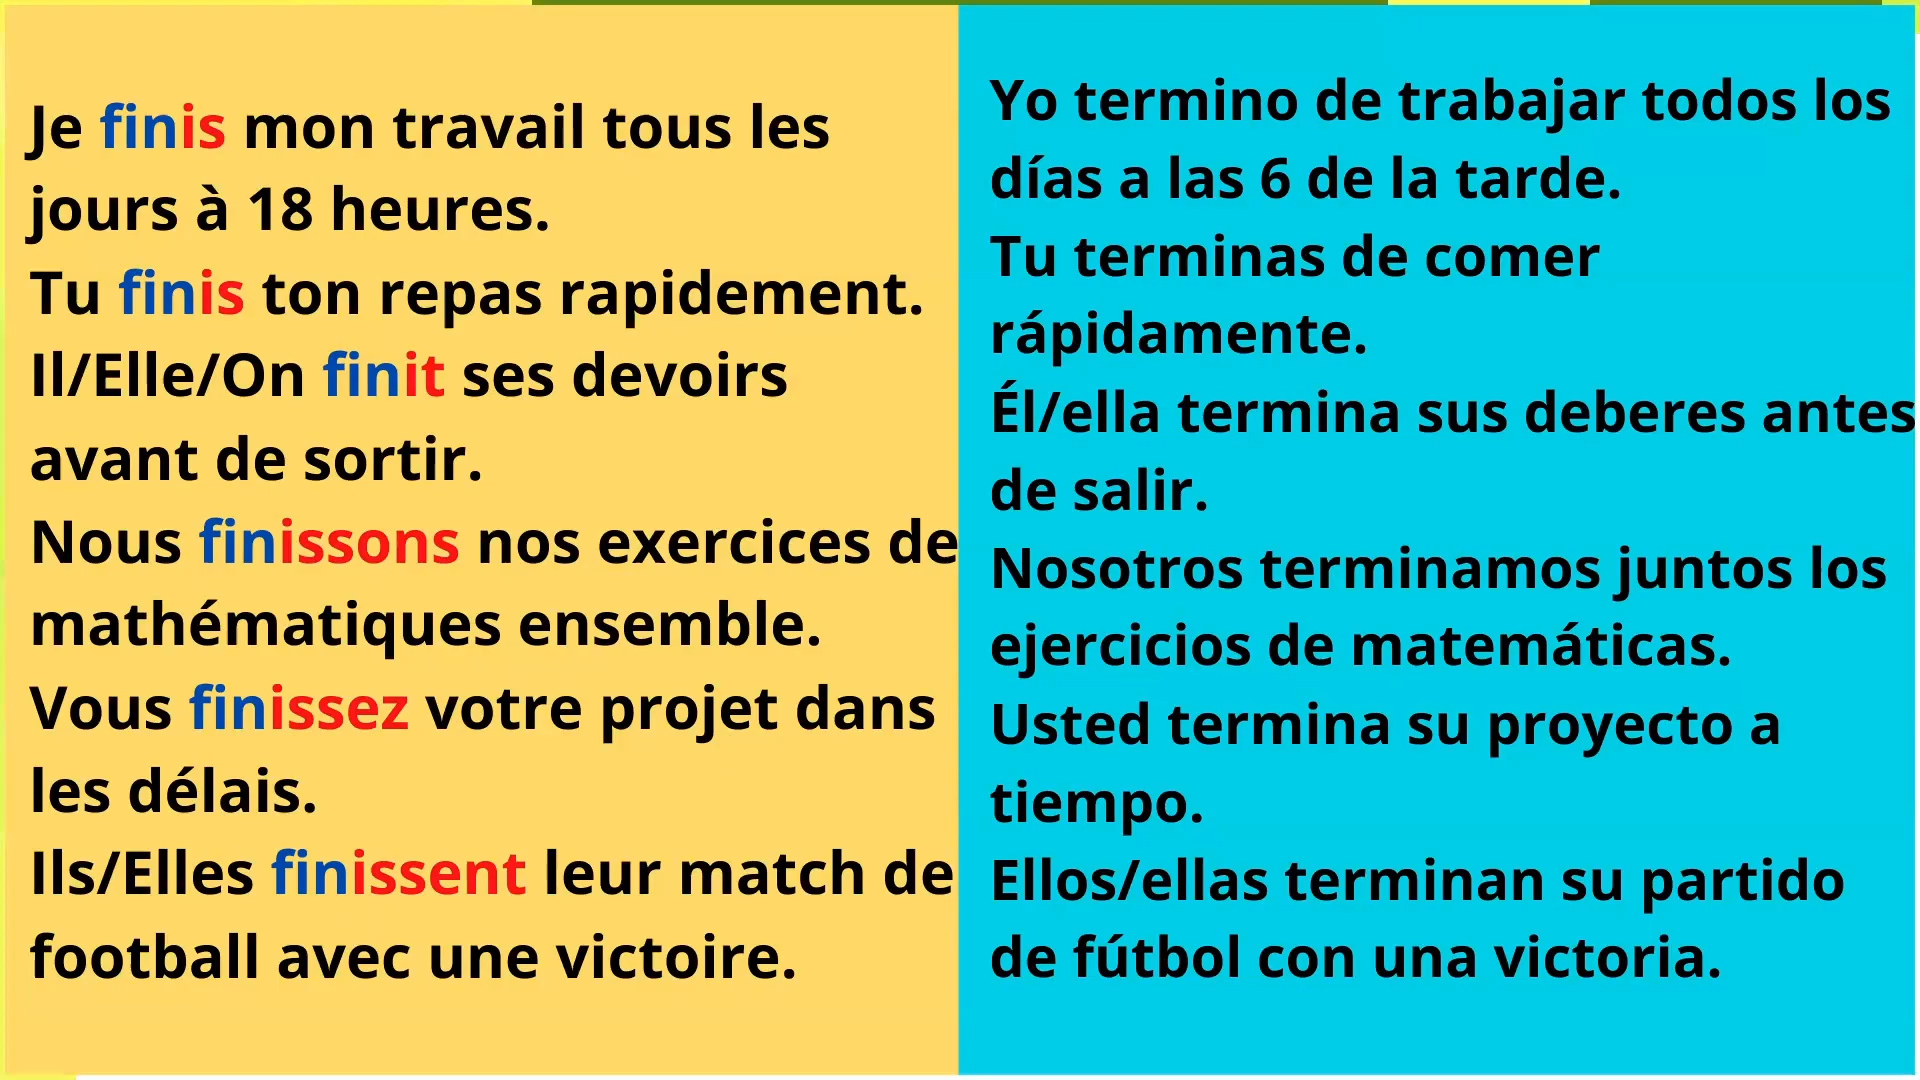 Je finis mon travail tous les
jours à 18 heures.
Tu finis ton repas rapidement.
Il/Elle/On finit ses devoirs
avant de sortir.
Nous finissons nos exercices de
mathématiques ensemble.
Vous finissez votre projet dans
les délais.
Ils/Elles finissent leur match de
football avec une victoire.
Yo termino de trabajar todos los
días a las 6 de la tarde.
Tu terminas de comer
rápidamente.
Él/ella termina sus deberes antes
de salir.
Nosotros terminamos juntos los
ejercicios de matemáticas.
Usted termina su proyecto a
tiempo.
Ellos/ellas terminan su partido
de fútbol con una victoria.